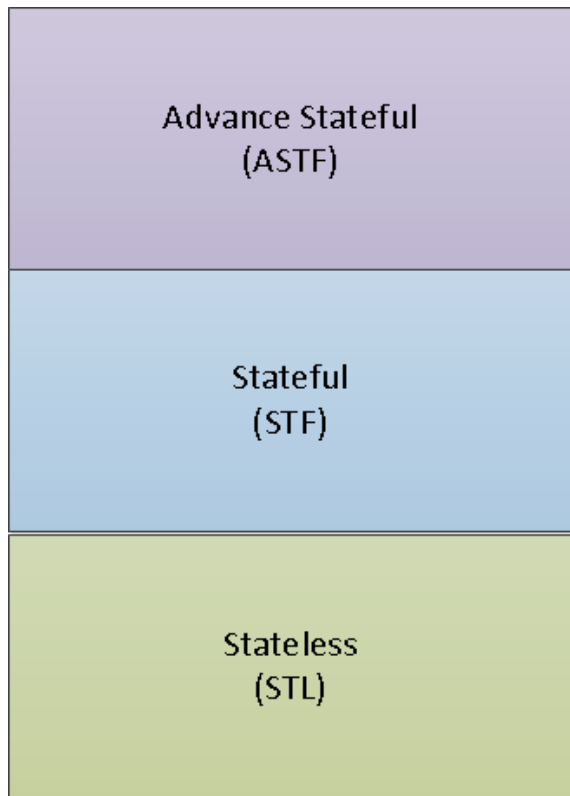 Advance Stateful
(ASTF)
Stateful
(STF)
Stateless
(STL)